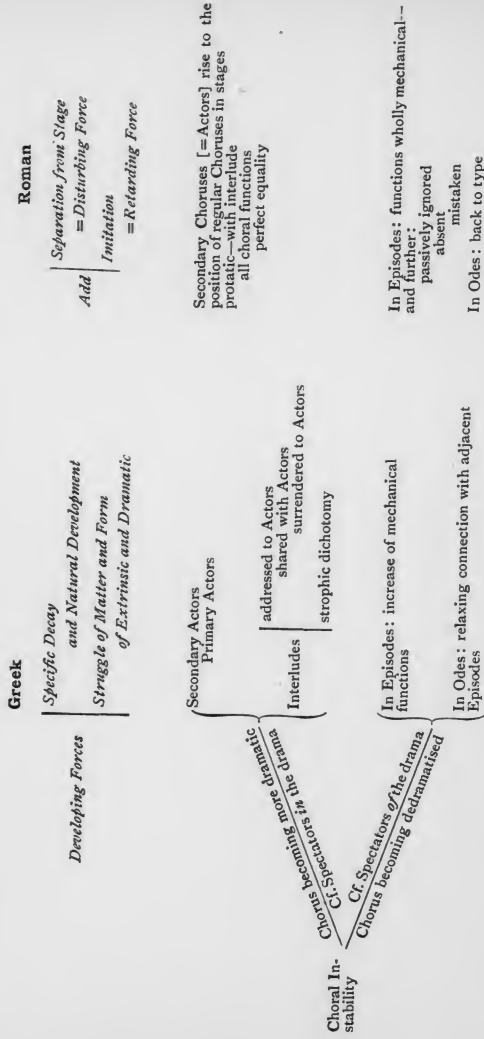 Greek
Roman
Developing Forces
Specific Decay
and Natural Development
Struggle of Matter and Form
of Extrinsic and Dramatic
Add
Separation from Stage
=Disturbing Force
Imitation
=Retarding Force
Choral In-
stability
Chorus becoming more dramatic
Cf. Spectators in the drama
Secondary Actors
Primary Actors
Interludes
addressed to Actors
shared with Actors
surrendered to Actors
strophic dichotomy
Secondary Choruses [=Actors] rise to the
position of regular Choruses in stages
protatic—with interlude
all choral functions
perfect equality
Cf. Spectators of the drama
Chorus becoming dedramatised
In Episodes: increase of mechanical
functions
In Odes: relaxing connection with adjacent
Episodes
In Episodes: functions wholly mechanical--
and further:
passively ignored
absent
mistaken
In Odes: back to type